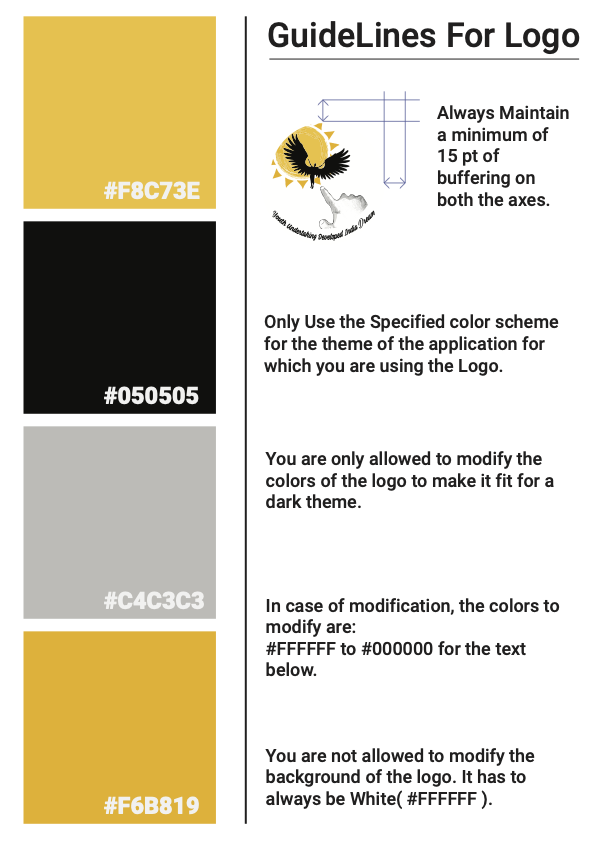 GuideLines For Logo
#F8C73E
Always Maintain
a minimum of
15 pt of
buffering on
both the axes.
Youth Undertaking Developed India Dream
#050505
Only Use the Specified color scheme
for the theme of the application for
which you are using the Logo.
#C4C3C3
You are only allowed to modify the
colors of the logo to make it fit for a
dark theme.
In case of modification, the colors to
modify are:
#FFFFFF to #000000 for the text
below.
#F6B819
You are not allowed to modify the
background of the logo. It has to
always be White( #FFFFFF ).